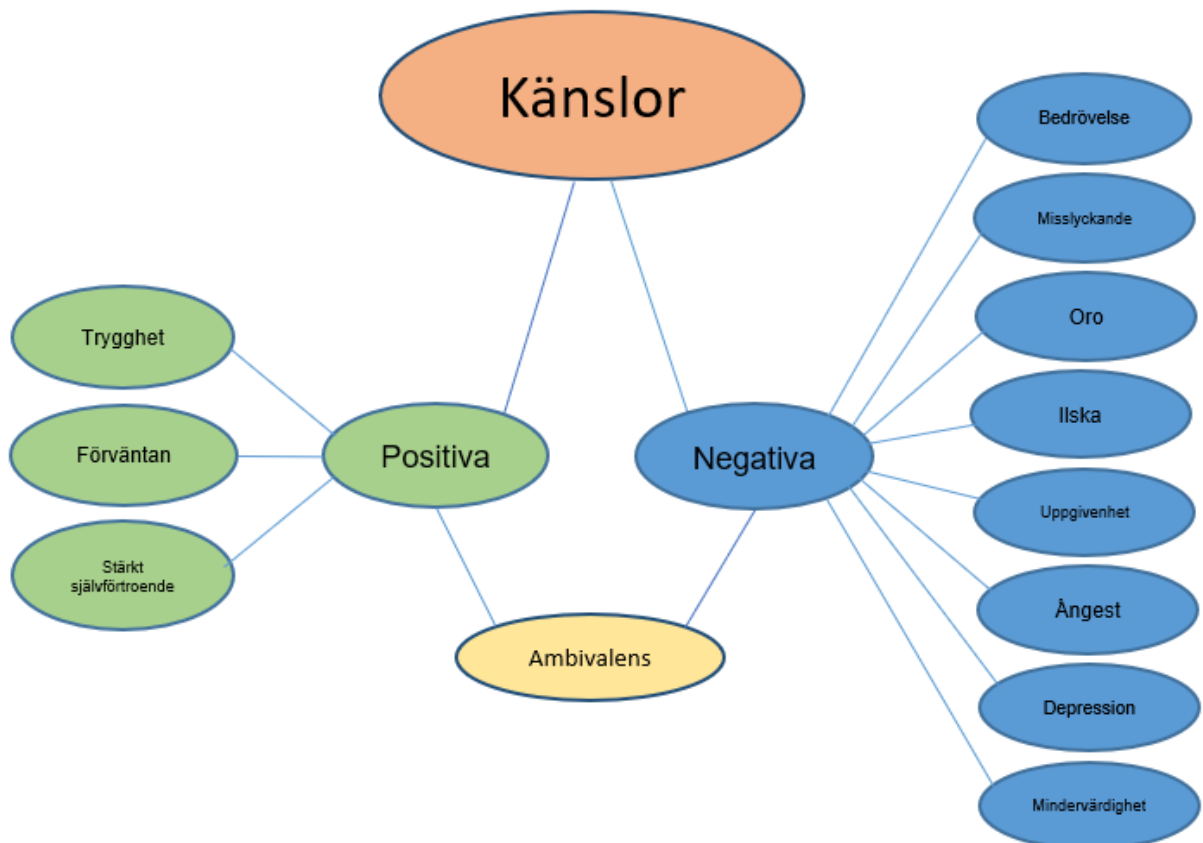 Känslor
Trygghet
Förväntan
Stärkt
självförtroende
Positiva
Negativa
Ambivalens
Bedrövelse
Misslyckande
Oro
Ilska
Uppgivenhet
Ångest
Depression
Mindervärdighet